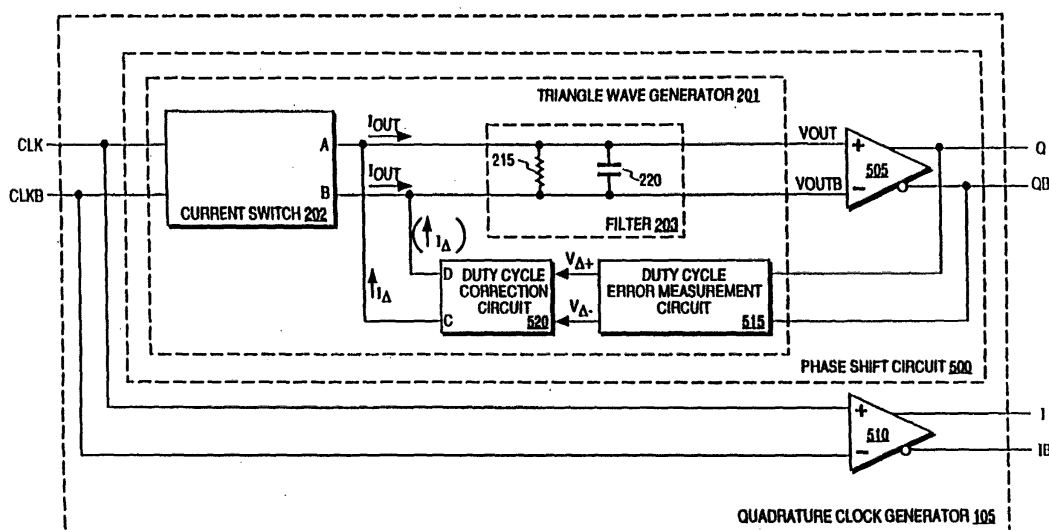 TRIANGLE WAVE GENERATOR 201
IOUT
VOUT
CLK
A
215
220
+
505
Q
IOUT
CLKB
B
VOUTB
–
QB
CURRENT SWITCH 202
FILTER 203
(IΔ)
VΔ+
D
DUTY CYCLE
CORRECTION
CIRCUIT
520
C
IΔ
VΔ-
DUTY CYCLE
ERROR MEASUREMENT
CIRCUIT
515
PHASE SHIFT CIRCUIT 500
+
510
–
I
IB
QUADRATURE CLOCK GENERATOR 105